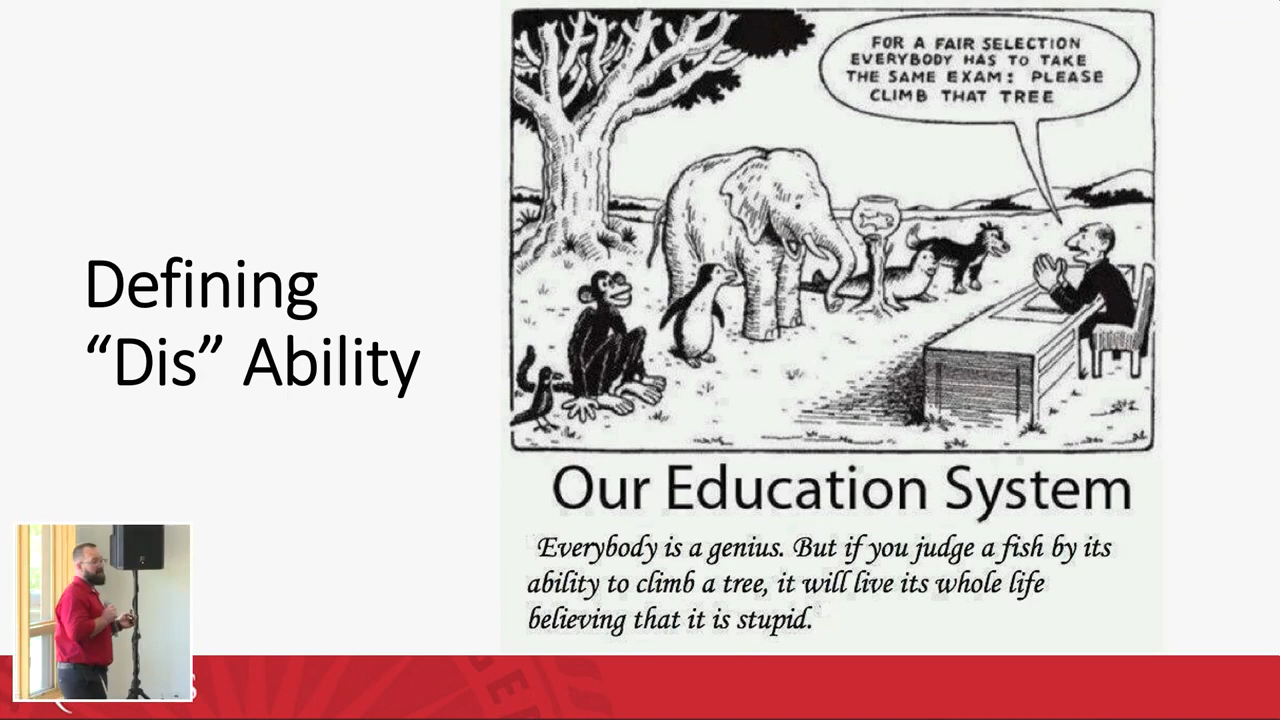 Defining
“Dis” Ability
FOR A FAIR SELECTION
EVERYBODY HAS TO TAKE
THE SAME EXAM: PLEASE
CLIMB THAT TREE
Our Education System
Everybody is a genius. But if you judge a fish by its
ability to climb a tree, it will live its whole life
believing that it is stupid.